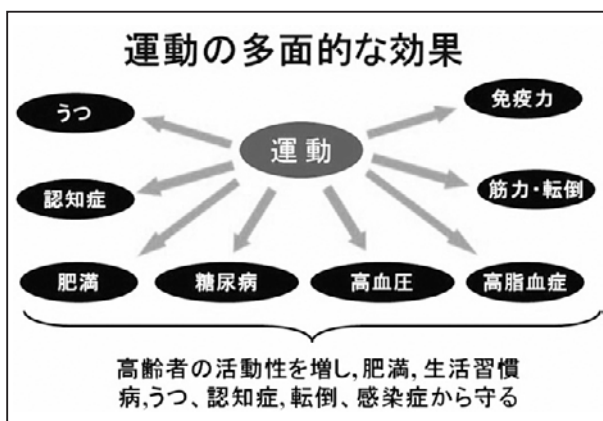 運動の多面的な効果
うつ
免疫力
運動
認知症
筋力・転倒
肥満
糖尿病
高血圧
高脂血症
高齢者の活動性を増し,肥満,生活習慣
病,うつ、認知症,転倒、感染症から守る